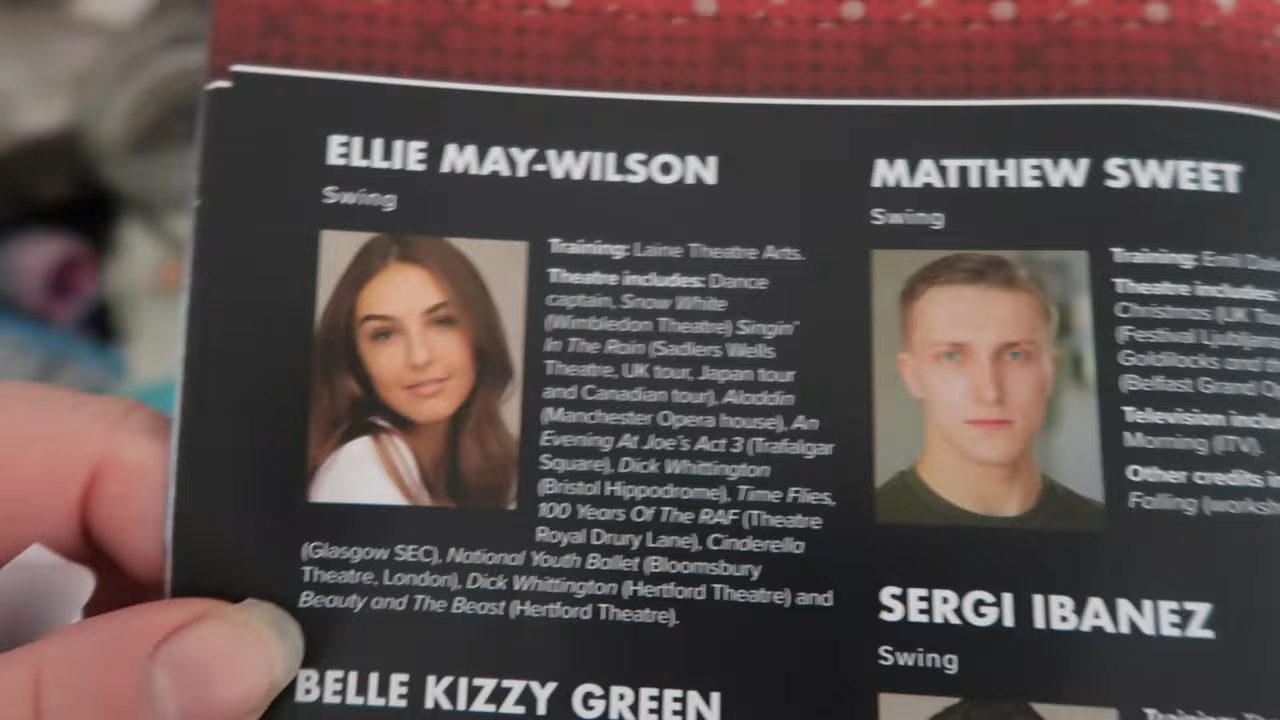 ELLIE MAY-WILSON
Swing
Training: Laine Theatre Arts.
Theatre includes: Dance
captain, Snow White
(Wimbledon Theatre) Singin'
In The Rain (Sadlers Wells
Theatre, UK tour, Japan tour
and Canadian tour), Aladdin
(Manchester Opera house), An
Evening At Joe's Act 3 (Trafalgar
Square), Dick Whittington
(Bristol Hippodrome), Time Flies,
100 Years Of The RAF (Theatre
Royal Drury Lane), Cinderella
(Glasgow SEC), National Youth Ballet (Bloomsbury
Theatre, London), Dick Whittington (Hertford Theatre) and
Beauty and The Beast (Hertford Theatre).
BELLE KIZZY GREEN
MATTHEW SWEET
Swing
Training: Emil
Theatre includes:
Christmas (UK
(Festival
Goldilocks and
(Belfast Grand
Television
Morning (ITV).
Other credits
Falling
SERGI IBANEZ
Swing
Training: